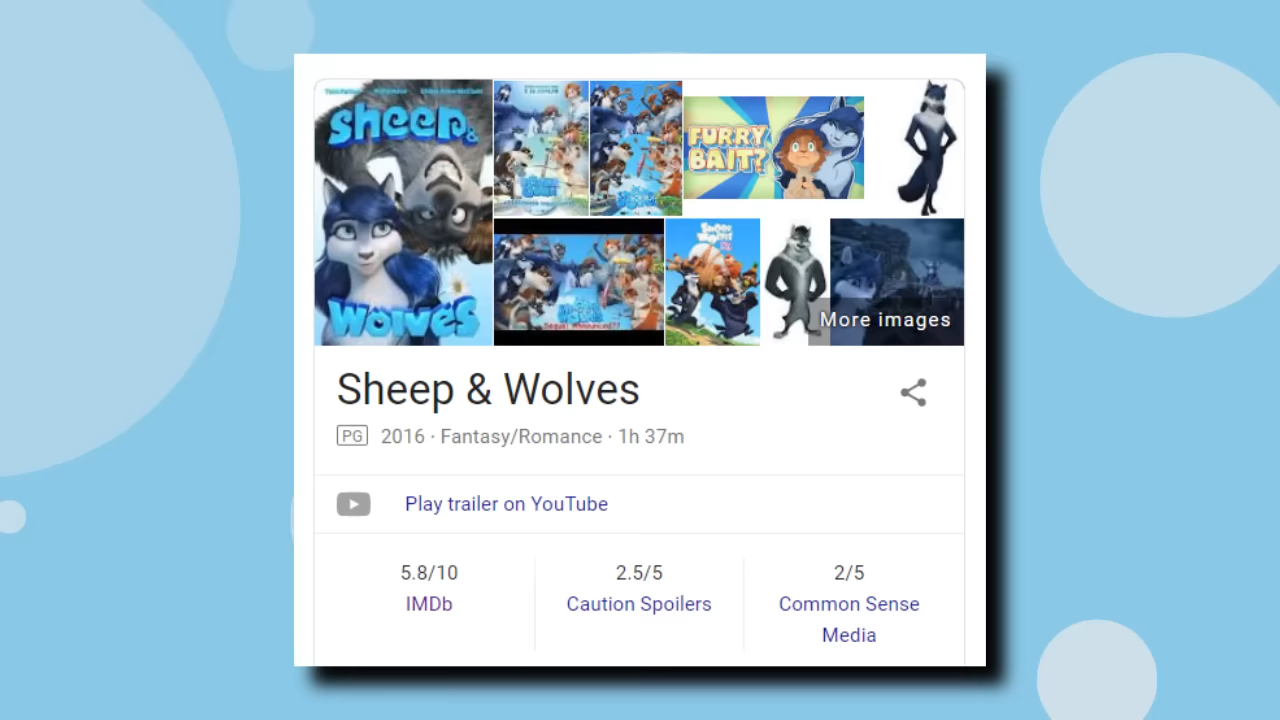 sheep &
Wolves
FURRY
BAIT?
More images
Sheep & Wolves
PG 2016 · Fantasy/Romance · 1h 37m
Play trailer on YouTube
5.8/10
2.5/5
2/5
IMDb
Caution Spoilers
Common Sense
Media